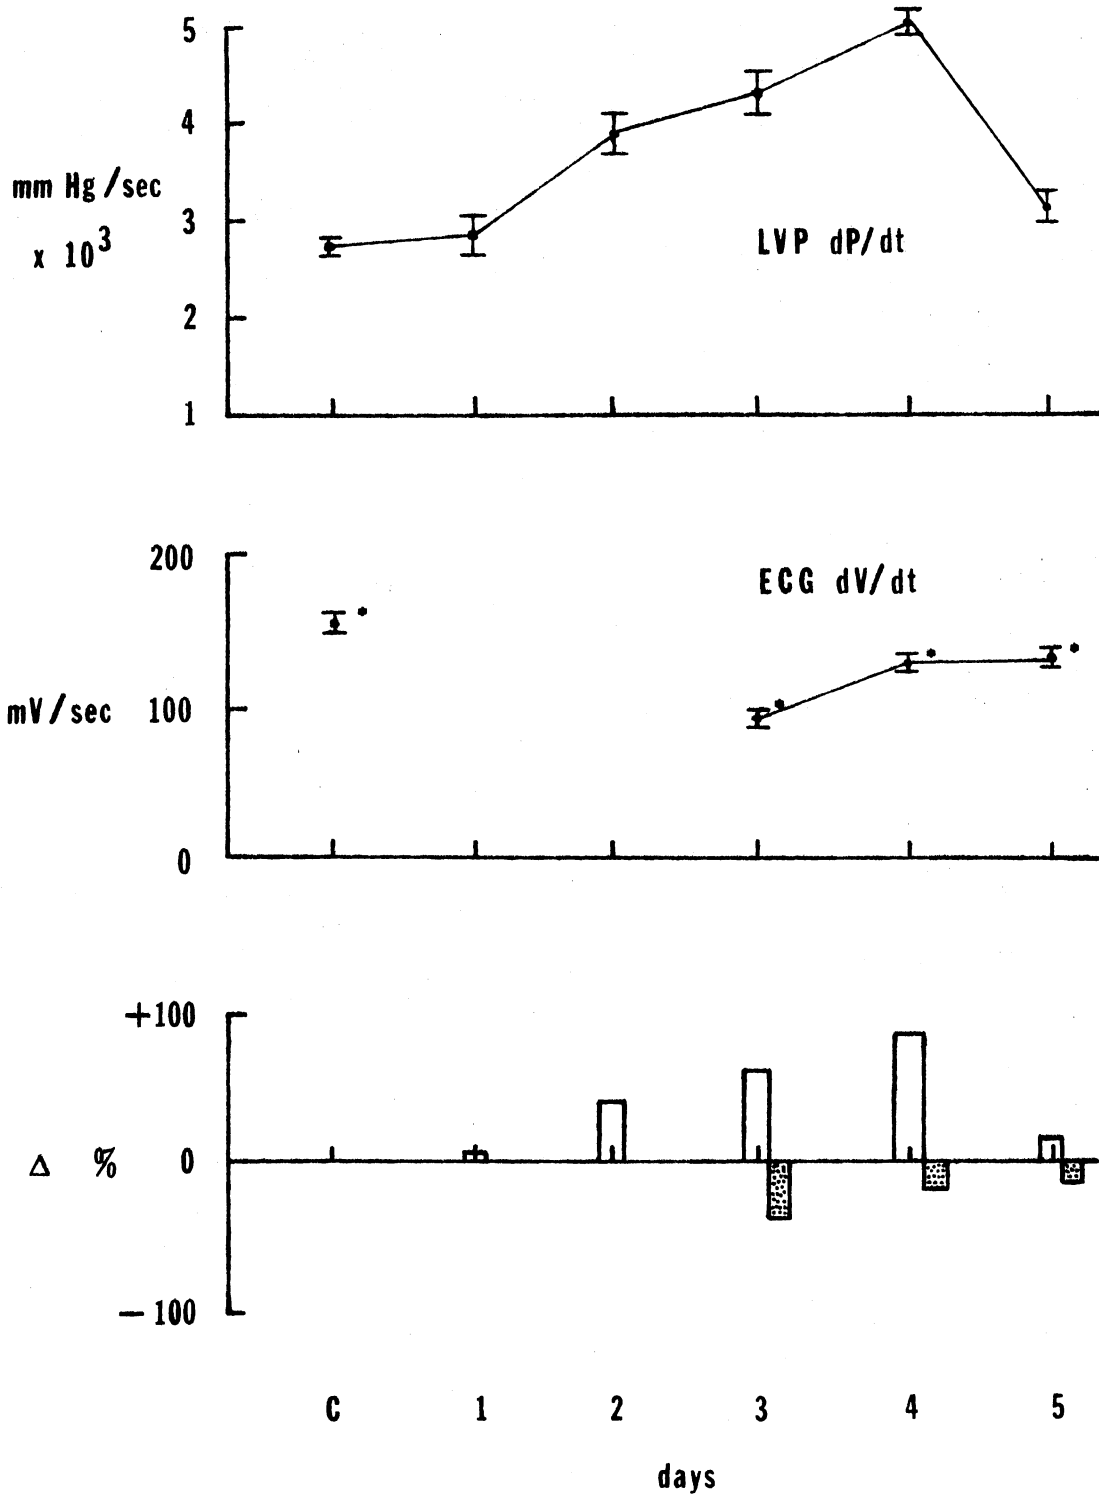 5
4
mm Hg/sec
x 10³
3
LVP dP/dt
2
1
200
ECG dV/dt
*
*
*
*
mV/sec 100
0
+100
Δ % 0
− 100
C 1 2 3 4 5
days